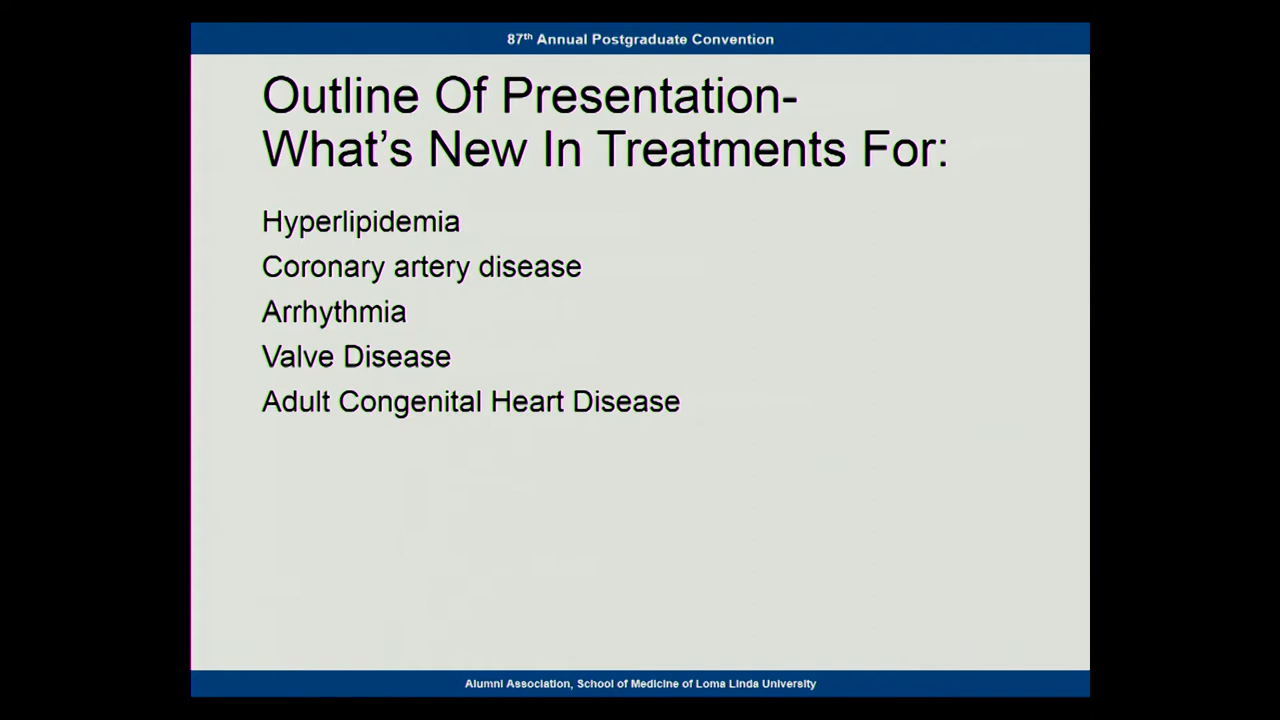 87th Annual Postgraduate Convention
Outline Of Presentation-
What's New In Treatments For:
Hyperlipidemia
Coronary artery disease
Arrhythmia
Valve Disease
Adult Congenital Heart Disease
Alumni Association, School of Medicine of Loma Linda University